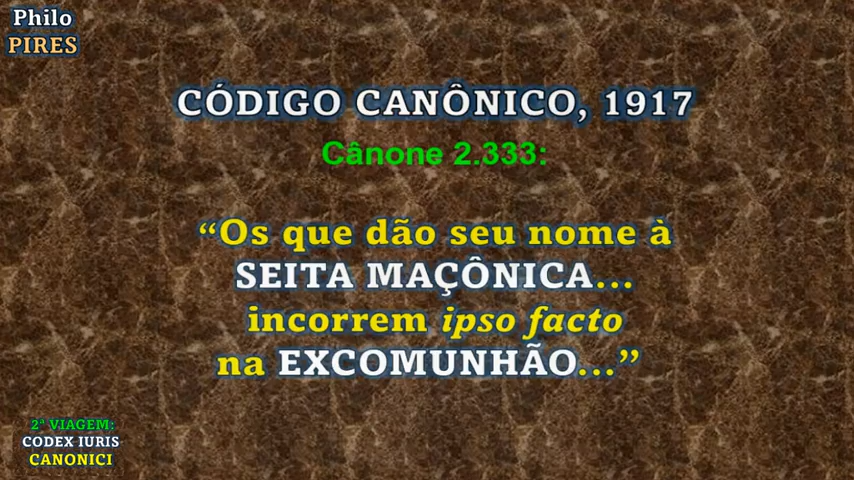 Philo
PIRES
CÓDIGO CANÔNICO, 1917
Cânone 2.333:
“Os que dão seu nome à
SEITA MAÇÔNICA...
incorrem ipso facto
na EXCOMUNHÃO...”
2ª VIAGEM:
CODEX IURIS
CANONICI